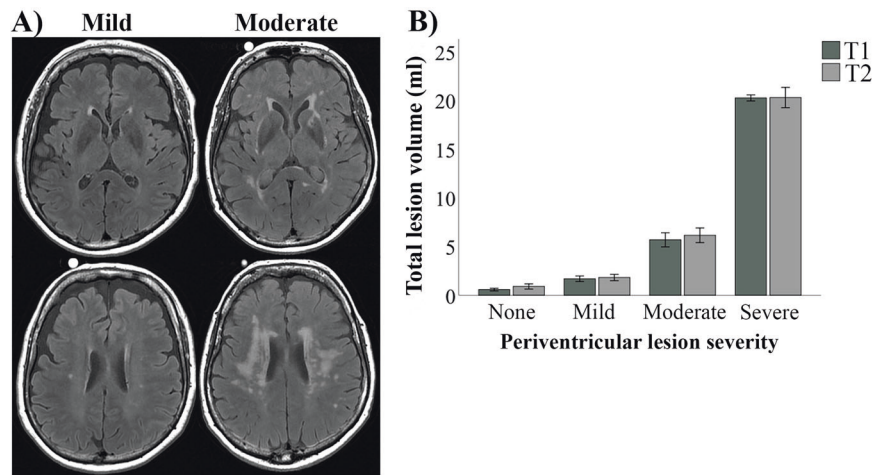 A)
Mild
Moderate
B)
T1
T2
Total lesion volume (ml)
25
20
15
10
5
0
None
Mild
Moderate
Severe
Periventricular lesion severity